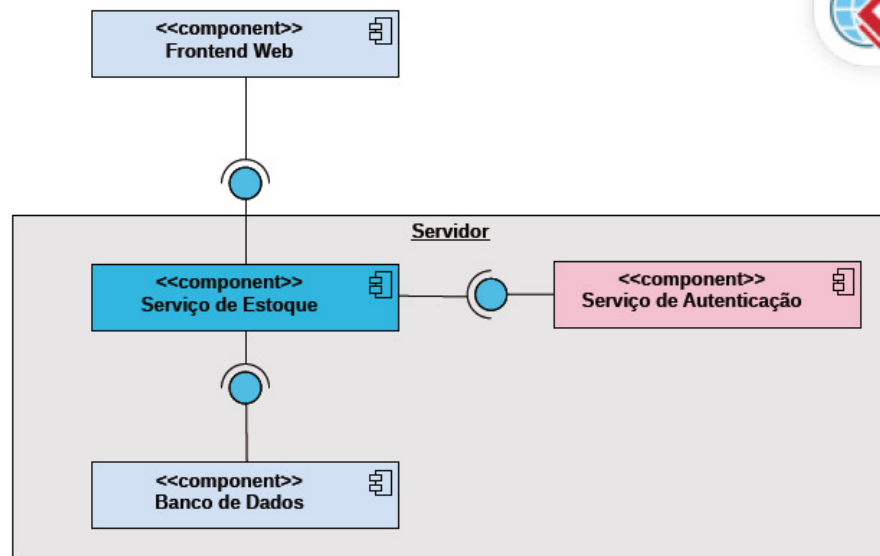 <<component>>
Frontend Web
Servidor
<<component>>
Serviço de Estoque
<<component>>
Serviço de Autenticação
<<component>>
Banco de Dados